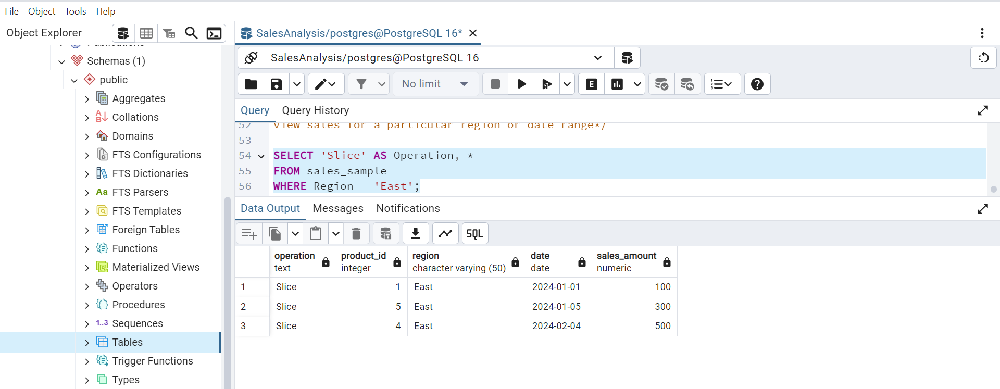 File Object Tools Help
Object Explorer
SalesAnalysis/postgres@PostgreSQL 16*
SalesAnalysis/postgres@PostgreSQL 16
No limit
E
Query Query History
52 view sales for a particular region or date range*/
53
54 SELECT 'Slice' AS Operation, *
55 FROM sales_sample
56 WHERE Region = 'East';
Data Output Messages Notifications
SQL
operation product_id region date sales_amount
text integer character varying (50) date numeric
1 Slice 1 East 2024-01-01 100
2 Slice 5 East 2024-01-05 300
3 Slice 4 East 2024-02-04 500
Publications
Schemas (1)
public
Aggregates
Collations
Domains
FTS Configurations
FTS Dictionaries
Aa FTS Parsers
FTS Templates
Foreign Tables
Functions
Materialized Views
Operators
Procedures
1..3 Sequences
Tables
Trigger Functions
Types